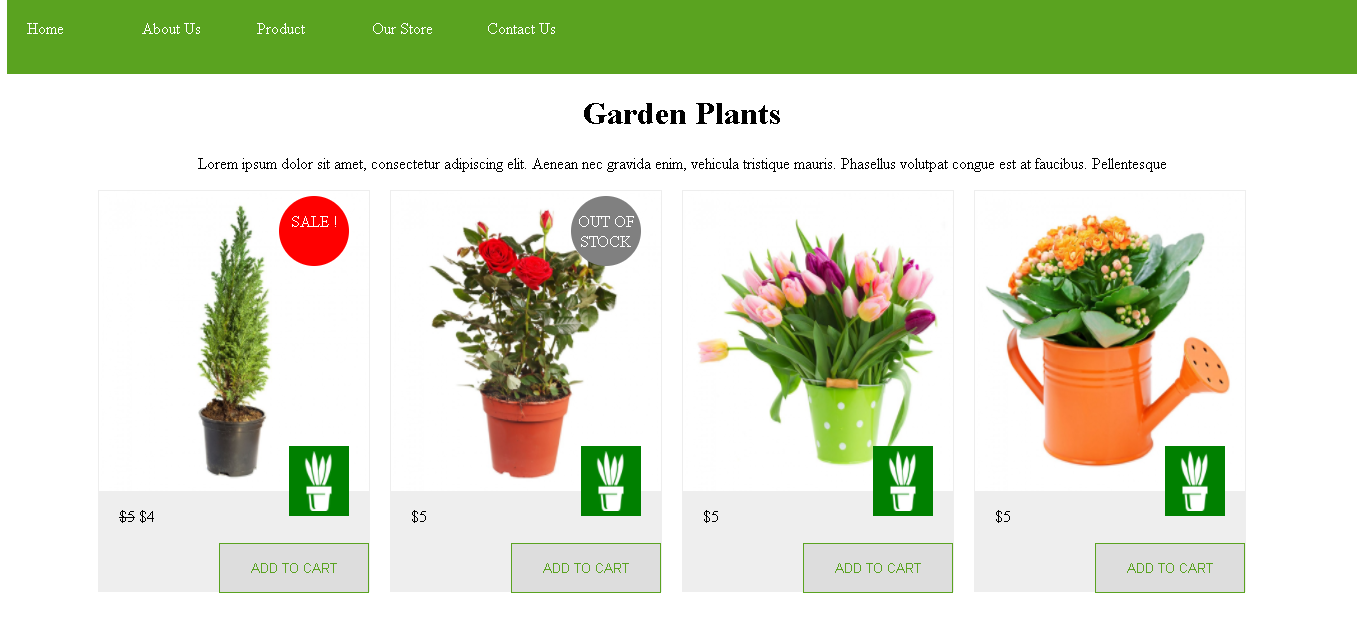 Home About Us Product Our Store Contact Us
Garden Plants
Lorem ipsum dolor sit amet, consectetur adipiscing elit. Aenean nec gravida enim, vehicula tristique mauris. Phasellus volutpat congue est at faucibus. Pellentesque
SALE !
OUT OF
STOCK
$5 $4
$5
$5
$5
ADD TO CART
ADD TO CART
ADD TO CART
ADD TO CART